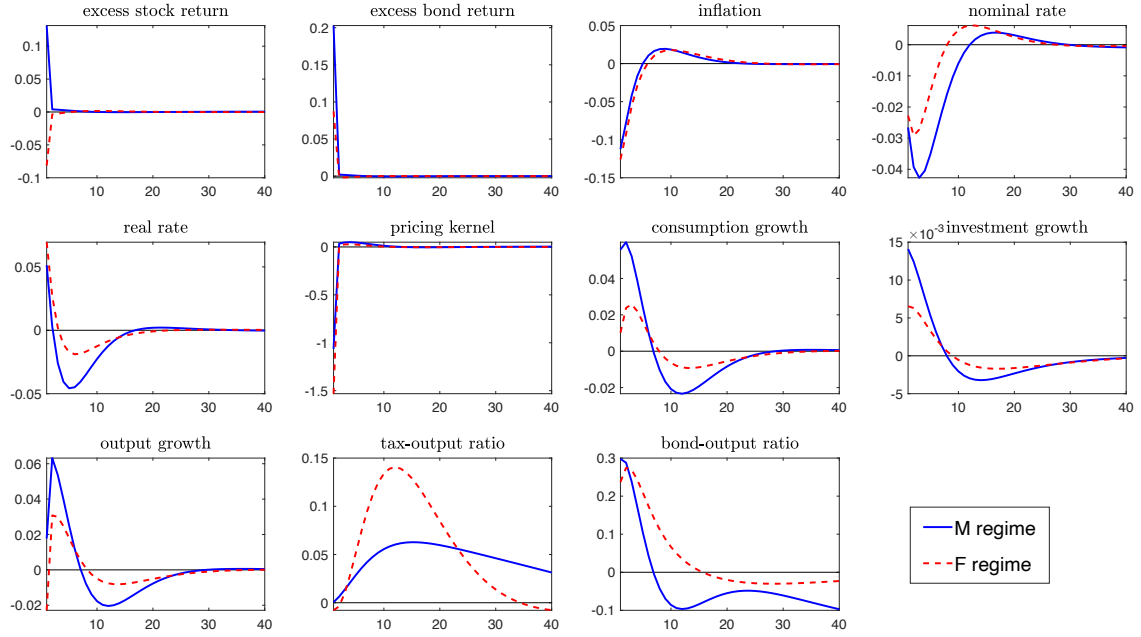 excess stock return
0.1
0.05
0
-0.05
-0.1
10 20 30 40
excess bond return
0.2
0.15
0.1
0.05
0
10 20 30 40
inflation
0.05
0
-0.05
-0.1
-0.15
10 20 30 40
nominal rate
0
-0.01
-0.02
-0.03
-0.04
10 20 30 40
real rate
0.05
0
-0.05
10 20 30 40
pricing kernel
0
-0.5
-1
-1.5
10 20 30 40
consumption growth
0.04
0.02
0
-0.02
10 20 30 40
×10⁻³ investment growth
15
10
5
0
-5
10 20 30 40
output growth
0.06
0.04
0.02
0
-0.02
10 20 30 40
tax-output ratio
0.15
0.1
0.05
0
10 20 30 40
bond-output ratio
0.3
0.2
0.1
0
-0.1
10 20 30 40
M regime
F regime